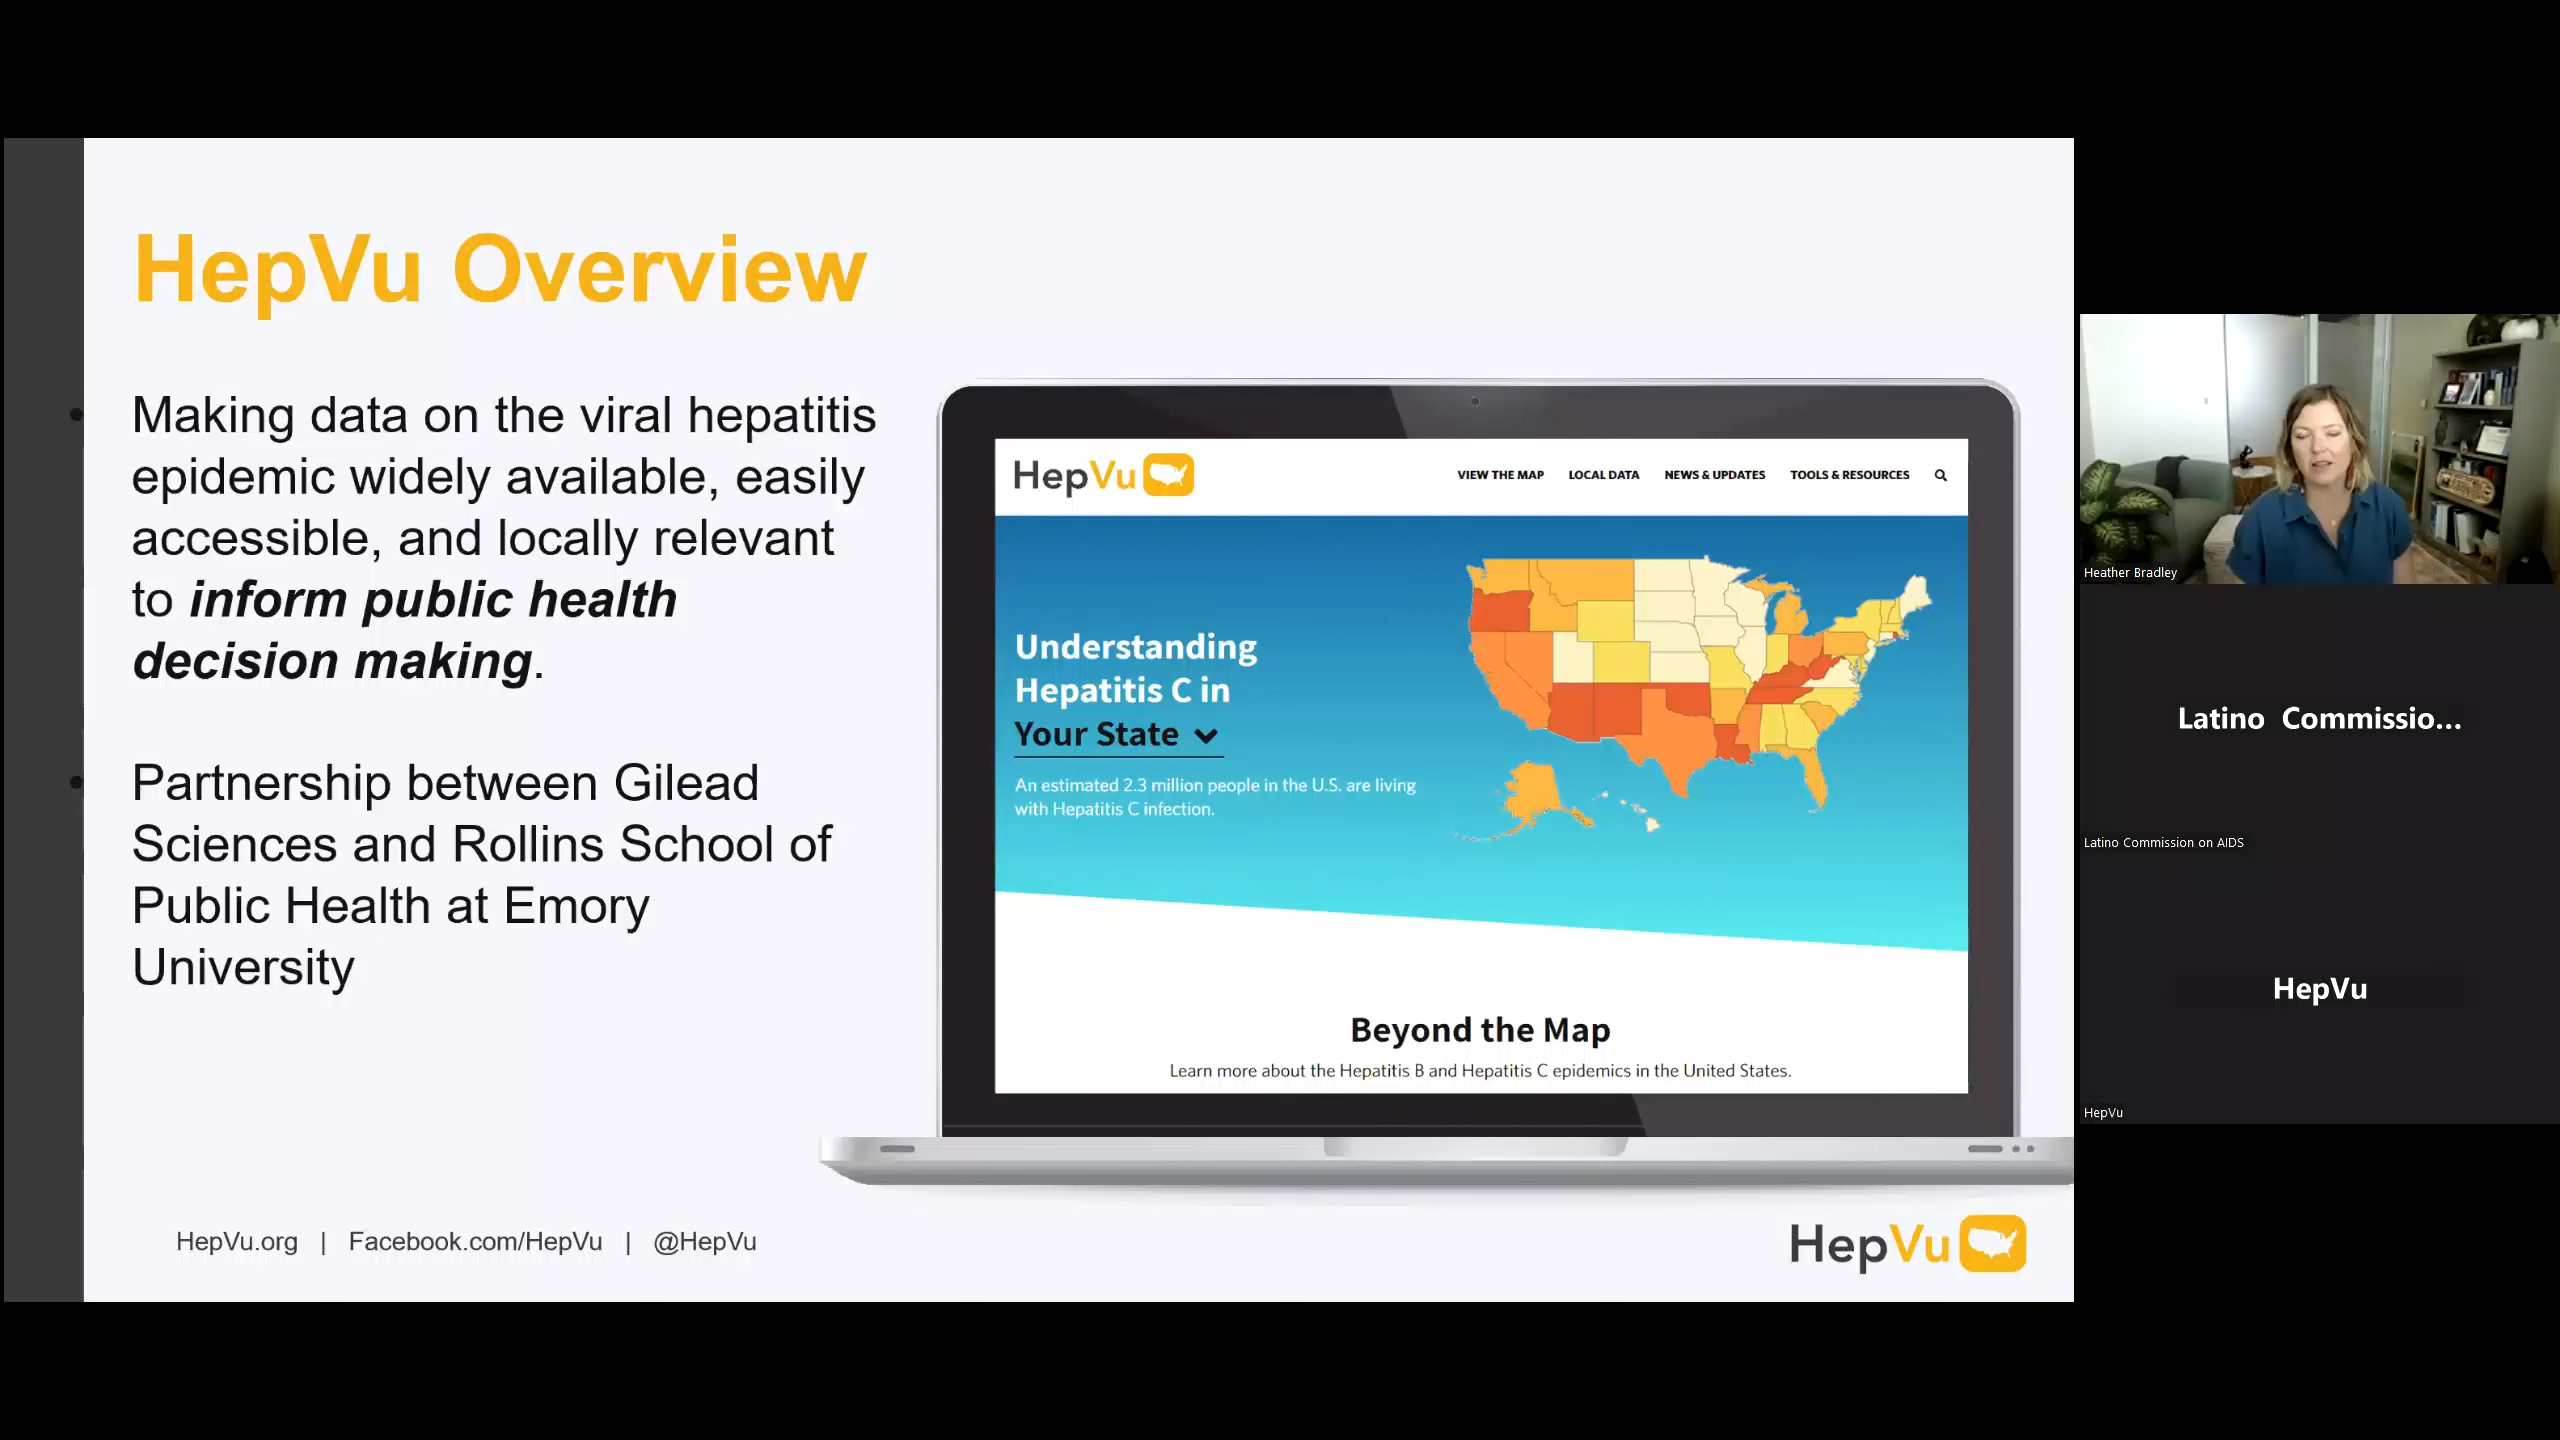 HepVu Overview
• Making data on the viral hepatitis
epidemic widely available, easily
accessible, and locally relevant
to inform public health
decision making.
• Partnership between Gilead
Sciences and Rollins School of
Public Health at Emory
University
HepVu
VIEW THE MAP LOCAL DATA NEWS & UPDATES TOOLS & RESOURCES
Understanding
Hepatitis C in
Your State
An estimated 2.3 million people in the U.S. are living
with Hepatitis C infection.
Beyond the Map
Learn more about the Hepatitis B and Hepatitis C epidemics in the United States.
HepVu.org | Facebook.com/HepVu | @HepVu
HepVu
Heather Bradley
Latino Commissio...
Latino Commission on AIDS
HepVu
HepVu